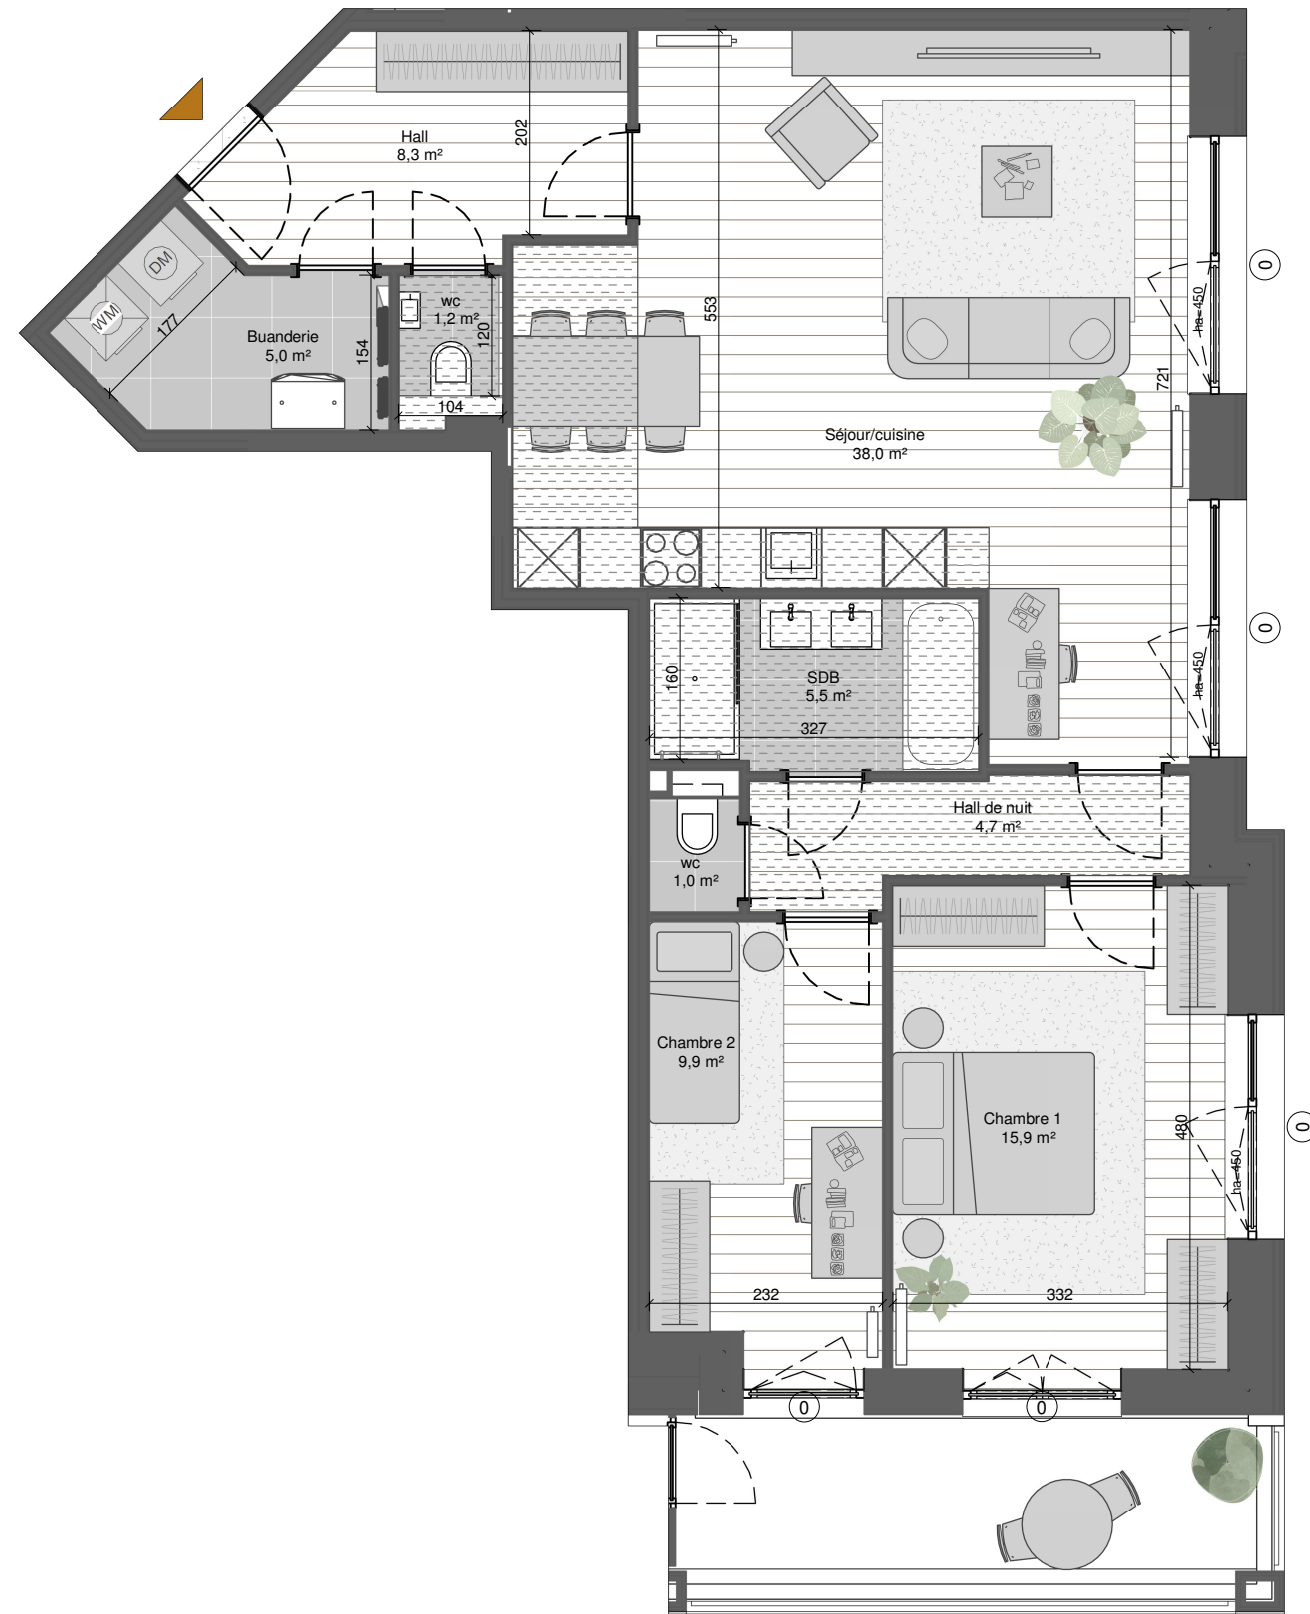 Hall
8,3 m²
202
DM
WM
177
Buanderie
5,0 m²
154
wc
1,2 m²
120
104
553
721
ha=450
0
Séjour/cuisine
38,0 m²
0
ha=450
160
SDB
5,5 m²
327
Hall de nuit
4,7 m²
wc
1,0 m²
Chambre 2
9,9 m²
Chambre 1
15,9 m²
480
ha=450
0
232
332
0
0